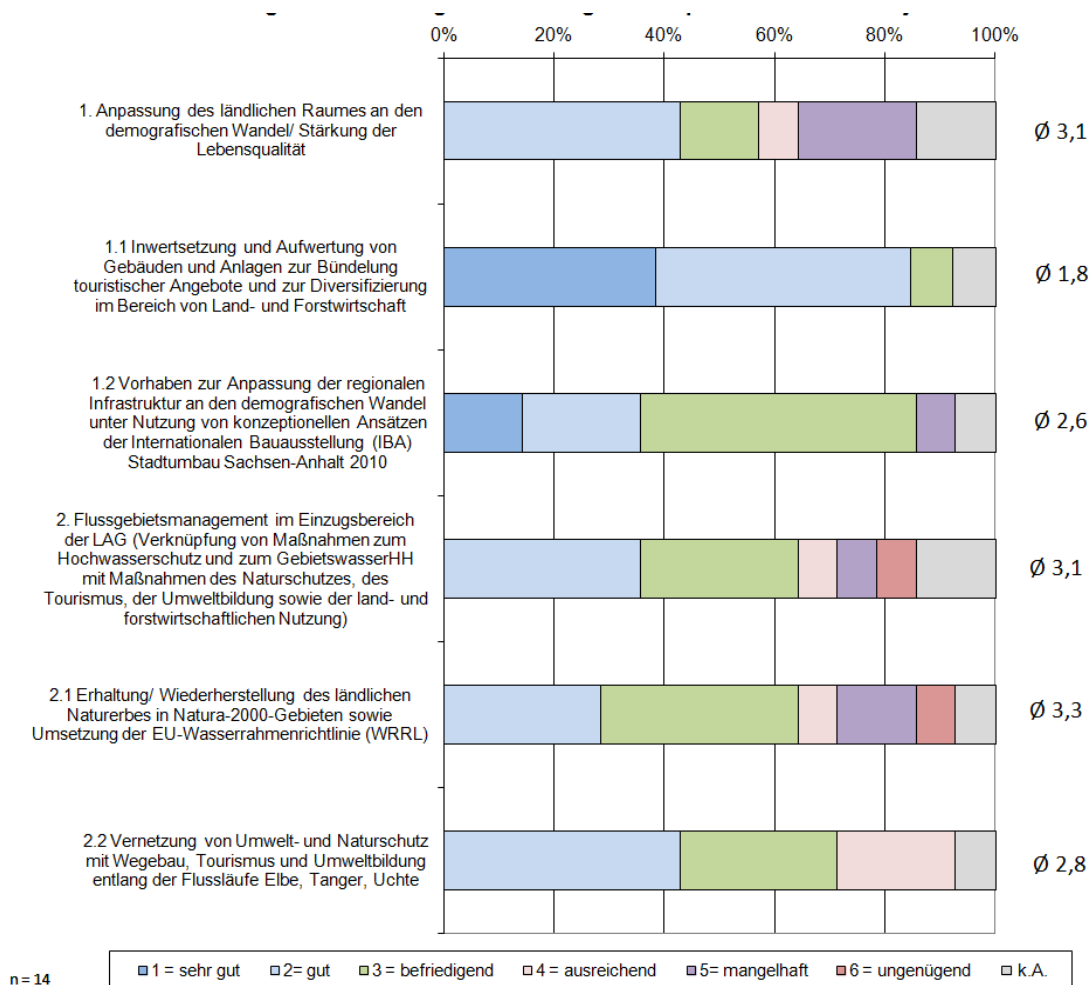 0% 20% 40% 60% 80% 100%
1. Anpassung des ländlichen Raumes an den
demografischen Wandel/ Stärkung der
Lebensqualität
Ø 3,1
1.1 Inwertsetzung und Aufwertung von
Gebäuden und Anlagen zur Bündelung
touristischer Angebote und zur Diversifizierung
im Bereich von Land- und Forstwirtschaft
Ø 1,8
1.2 Vorhaben zur Anpassung der regionalen
Infrastruktur an den demografischen Wandel
unter Nutzung von konzeptionellen Ansätzen
der Internationalen Bauausstellung (IBA)
Stadtumbau Sachsen-Anhalt 2010
Ø 2,6
2. Flussgebietsmanagement im Einzugsbereich
der LAG (Verknüpfung von Maßnahmen zum
Hochwasserschutz und zum GebietswasserHH
mit Maßnahmen des Naturschutzes, des
Tourismus, der Umweltbildung sowie der land- und
forstwirtschaftlichen Nutzung)
Ø 3,1
2.1 Erhaltung/ Wiederherstellung des ländlichen
Naturerbes in Natura-2000-Gebieten sowie
Umsetzung der EU-Wasserrahmenrichtlinie (WRRL)
Ø 3,3
2.2 Vernetzung von Umwelt- und Naturschutz
mit Wegebau, Tourismus und Umweltbildung
entlang der Flussläufe Elbe, Tanger, Uchte
Ø 2,8
n = 14
1 = sehr gut 2= gut 3 = befriedigend 4 = ausreichend 5= mangelhaft 6 = ungenügend k.A.